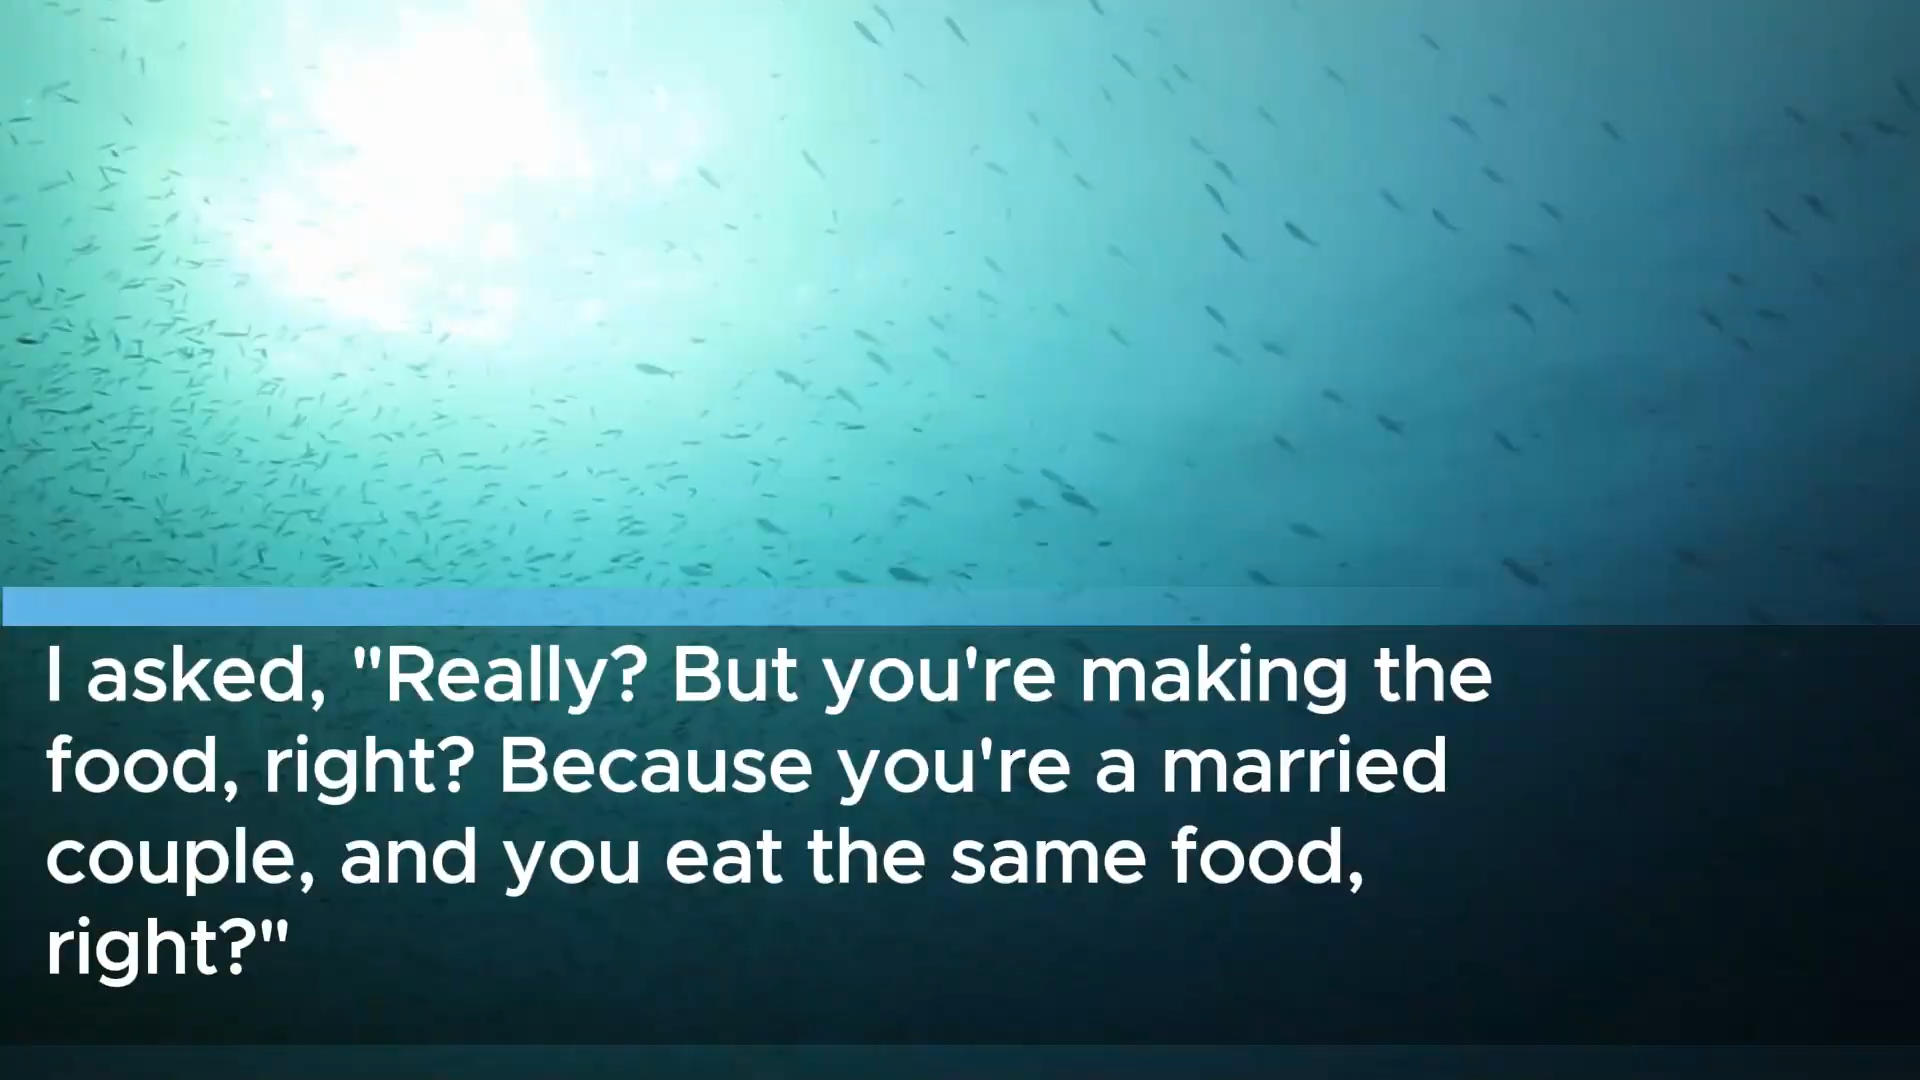 I asked, "Really? But you're making the
food, right? Because you're a married
couple, and you eat the same food,
right?"